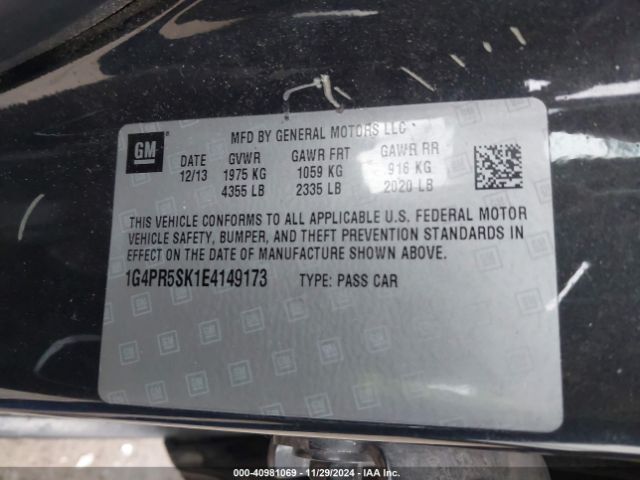 GM
MFD BY GENERAL MOTORS LLC
DATE GVWR GAWR FRT GAWR RR
12/13 1975 KG 1059 KG 916 KG
4355 LB 2335 LB 2020 LB
THIS VEHICLE CONFORMS TO ALL APPLICABLE U.S. FEDERAL MOTOR
VEHICLE SAFETY, BUMPER, AND THEFT PREVENTION STANDARDS IN
EFFECT ON THE DATE OF MANUFACTURE SHOWN ABOVE.
1G4PR5SK1E4149173 TYPE: PASS CAR
000-40981069 - 11/29/2024 - IAA Inc.